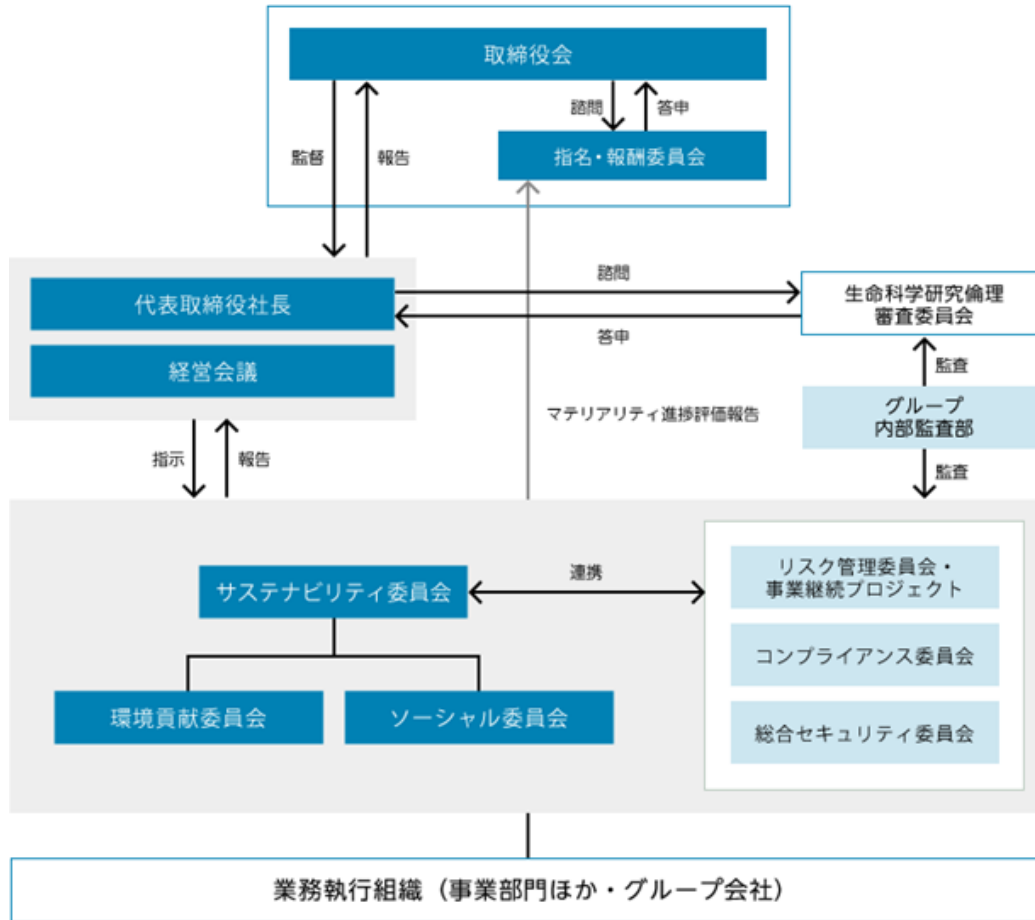 取締役会
諮問
答申
監督
報告
指名・報酬委員会
代表取締役社長
経営会議
諮問
答申
生命科学研究倫理
審査委員会
監査
グループ
内部監査部
監査
マテリアリティ進捗評価報告
指示
報告
サステナビリティ委員会
連携
環境貢献委員会
ソーシャル委員会
リスク管理委員会・
事業継続プロジェクト
コンプライアンス委員会
総合セキュリティ委員会
業務執行組織（事業部門ほか・グループ会社）